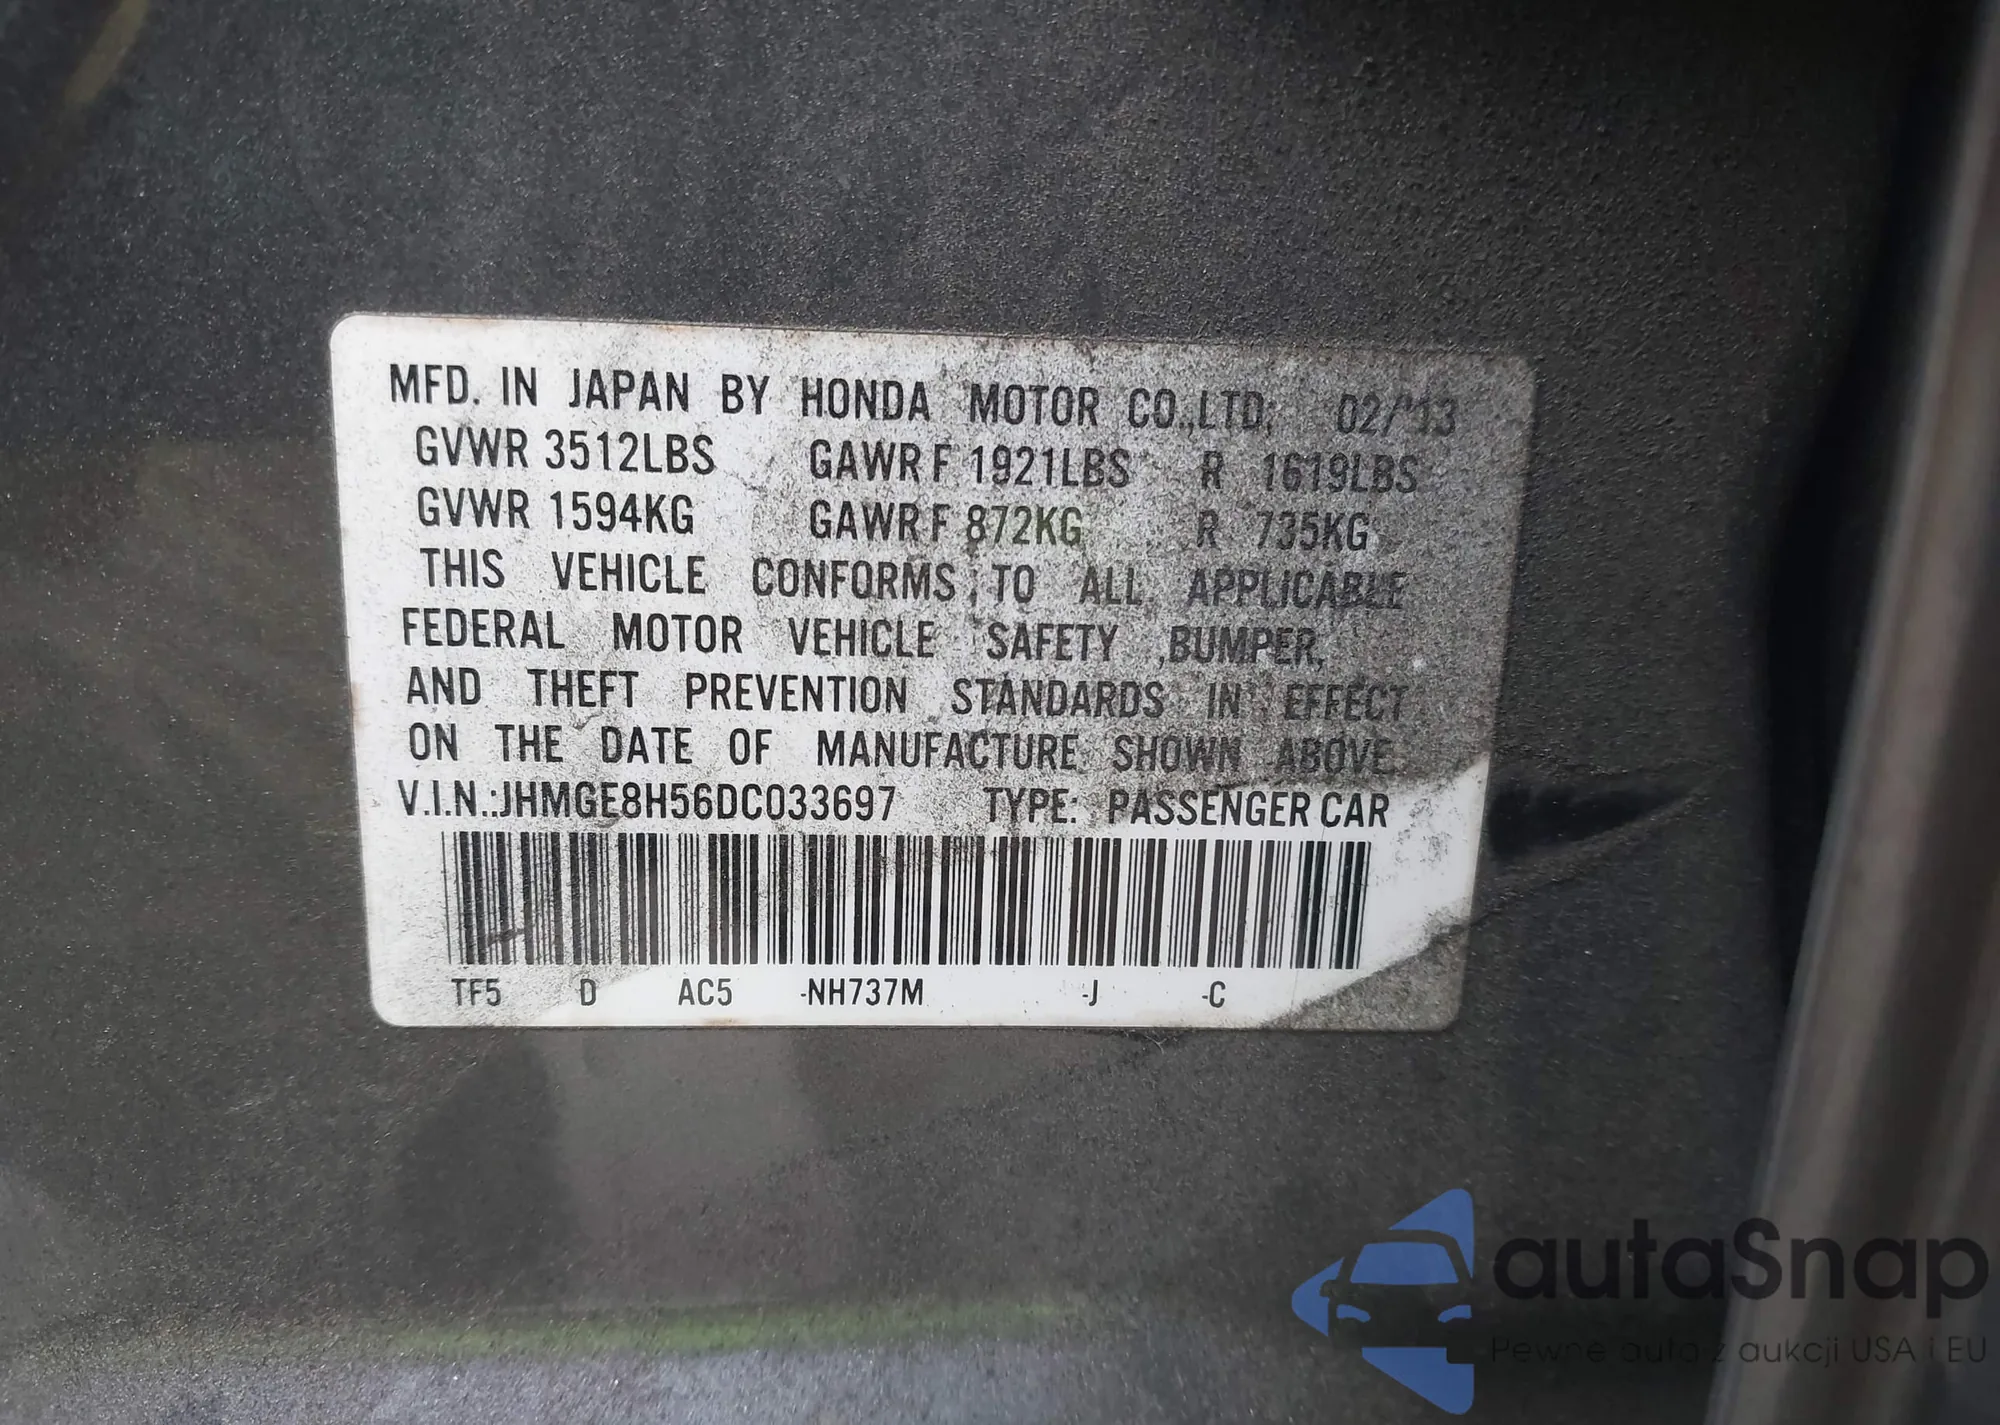 MFD. IN JAPAN BY HONDA MOTOR CO.,LTD. 02/'13
GVWR 3512LBS GAWR F 1921LBS R 1619LBS
GVWR 1594KG GAWR F 872KG R 735KG
THIS VEHICLE CONFORMS TO ALL APPLICABLE
FEDERAL MOTOR VEHICLE SAFETY ,BUMPER,
AND THEFT PREVENTION STANDARDS IN EFFECT
ON THE DATE OF MANUFACTURE SHOWN ABOVE.
V.I.N.:JHMGE8H56DC033697 TYPE: PASSENGER CAR
TF5 D AC5 -NH737M -J -C
autaSnap
Pewne auta z aukcji USA i EU